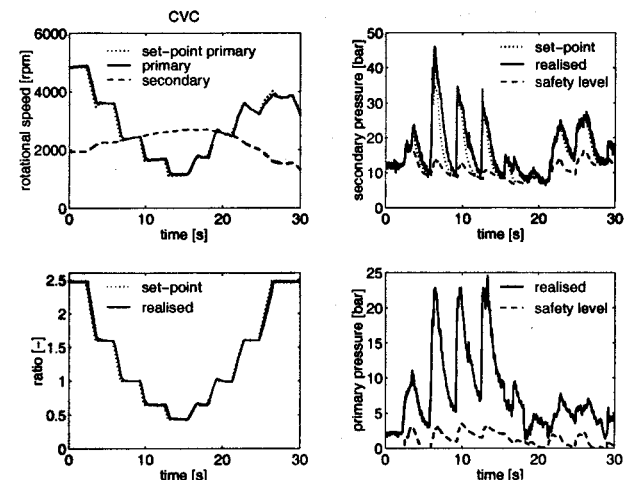 CVC
6000
4000
2000
0
rotational speed [rpm]
set-point primary
primary
secondary
0 10 20 30
time [s]
50
40
30
20
10
0
secondary pressure [bar]
set-point
realised
safety level
0 10 20 30
time [s]
2.5
2
1.5
1
0.5
0
ratio [-]
set-point
realised
0 10 20 30
time [s]
25
20
15
10
5
0
primary pressure [bar]
realised
safety level
0 10 20 30
time [s]